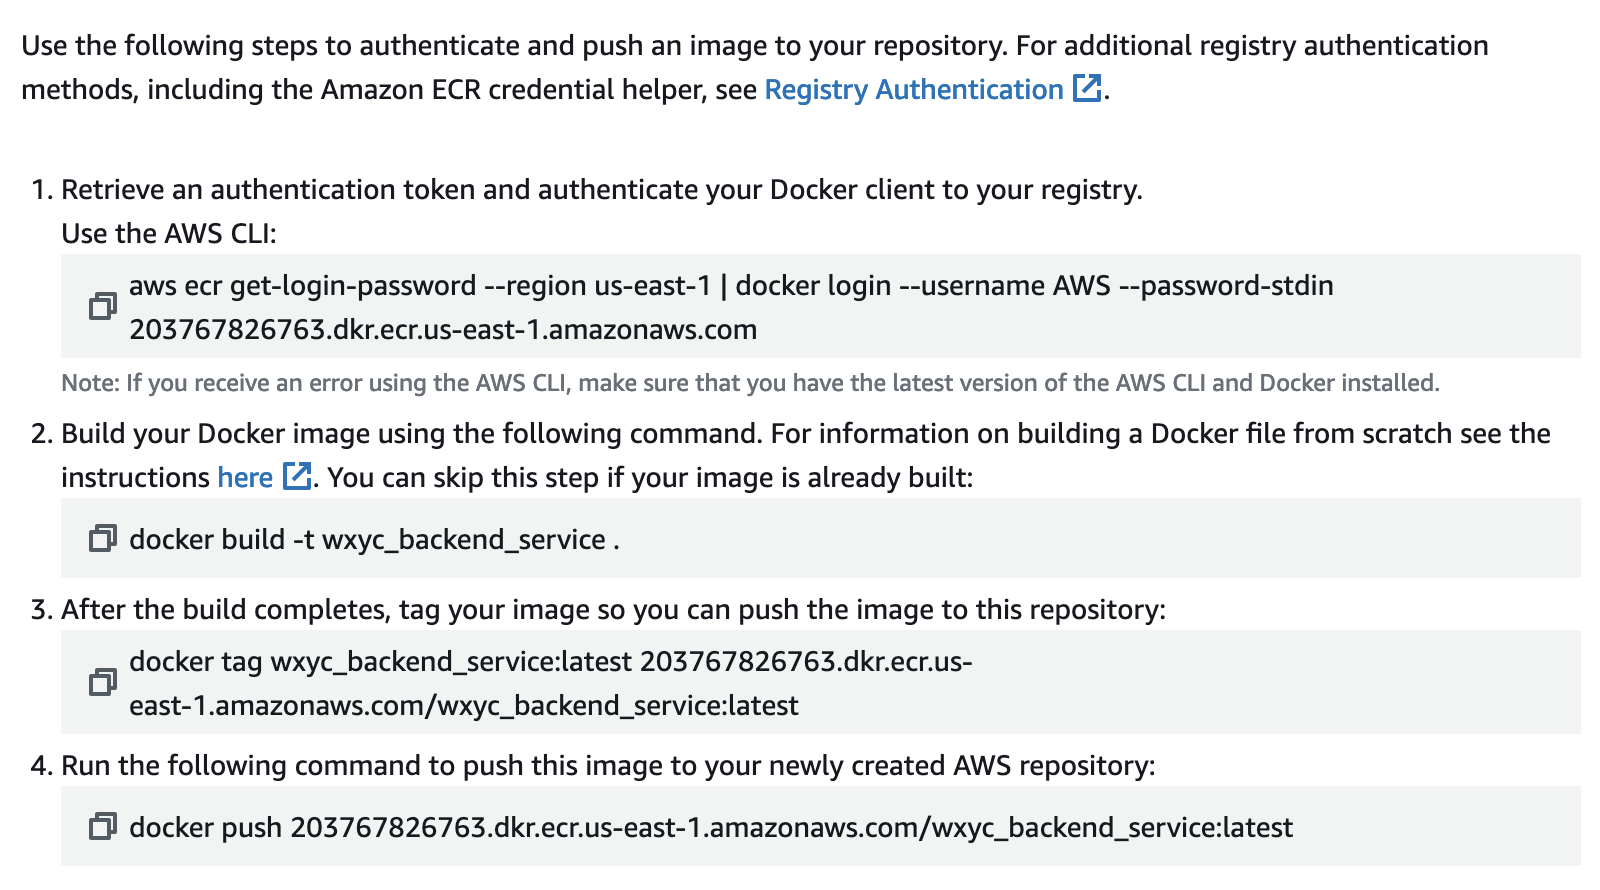 Use the following steps to authenticate and push an image to your repository. For additional registry authentication
methods, including the Amazon ECR credential helper, see Registry Authentication.
1. Retrieve an authentication token and authenticate your Docker client to your registry.
Use the AWS CLI:
aws ecr get-login-password --region us-east-1 | docker login --username AWS --password-stdin
203767826763.dkr.ecr.us-east-1.amazonaws.com
Note: If you receive an error using the AWS CLI, make sure that you have the latest version of the AWS CLI and Docker installed.
2. Build your Docker image using the following command. For information on building a Docker file from scratch see the
instructions here. You can skip this step if your image is already built:
docker build -t wxyc_backend_service .
3. After the build completes, tag your image so you can push the image to this repository:
docker tag wxyc_backend_service:latest 203767826763.dkr.ecr.us-
east-1.amazonaws.com/wxyc_backend_service:latest
4. Run the following command to push this image to your newly created AWS repository:
docker push 203767826763.dkr.ecr.us-east-1.amazonaws.com/wxyc_backend_service:latest